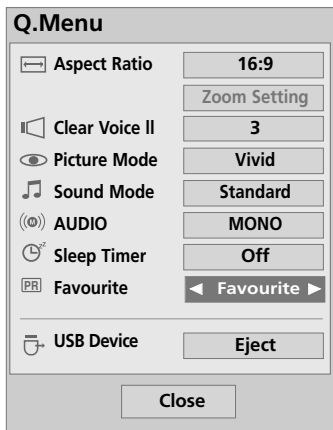 Q.Menu
Aspect Ratio 16:9
Zoom Setting
Clear Voice ll 3
Picture Mode Vivid
Sound Mode Standard
AUDIO MONO
Sleep Timer Off
PR Favourite ◄ Favourite ►
USB Device Eject
Close